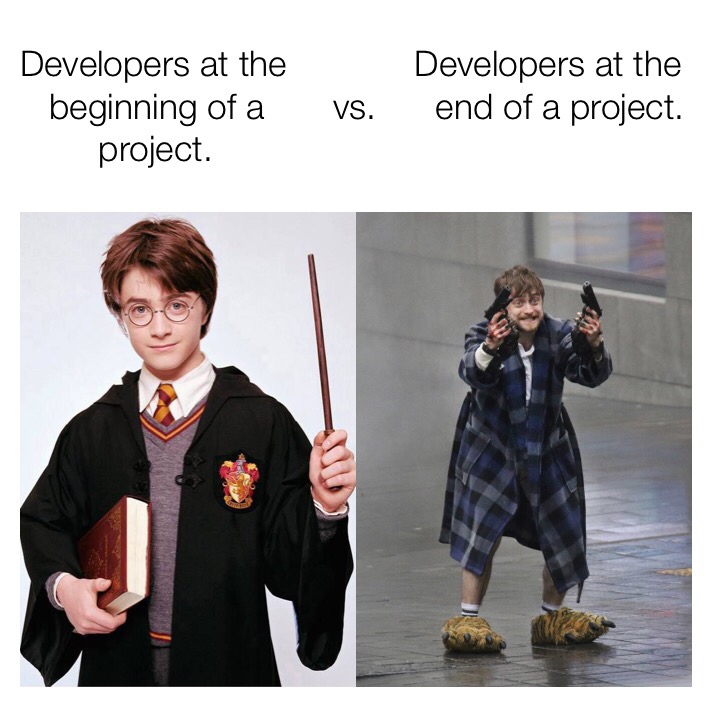 Developers at the
beginning of a
project.
vs.
Developers at the
end of a project.